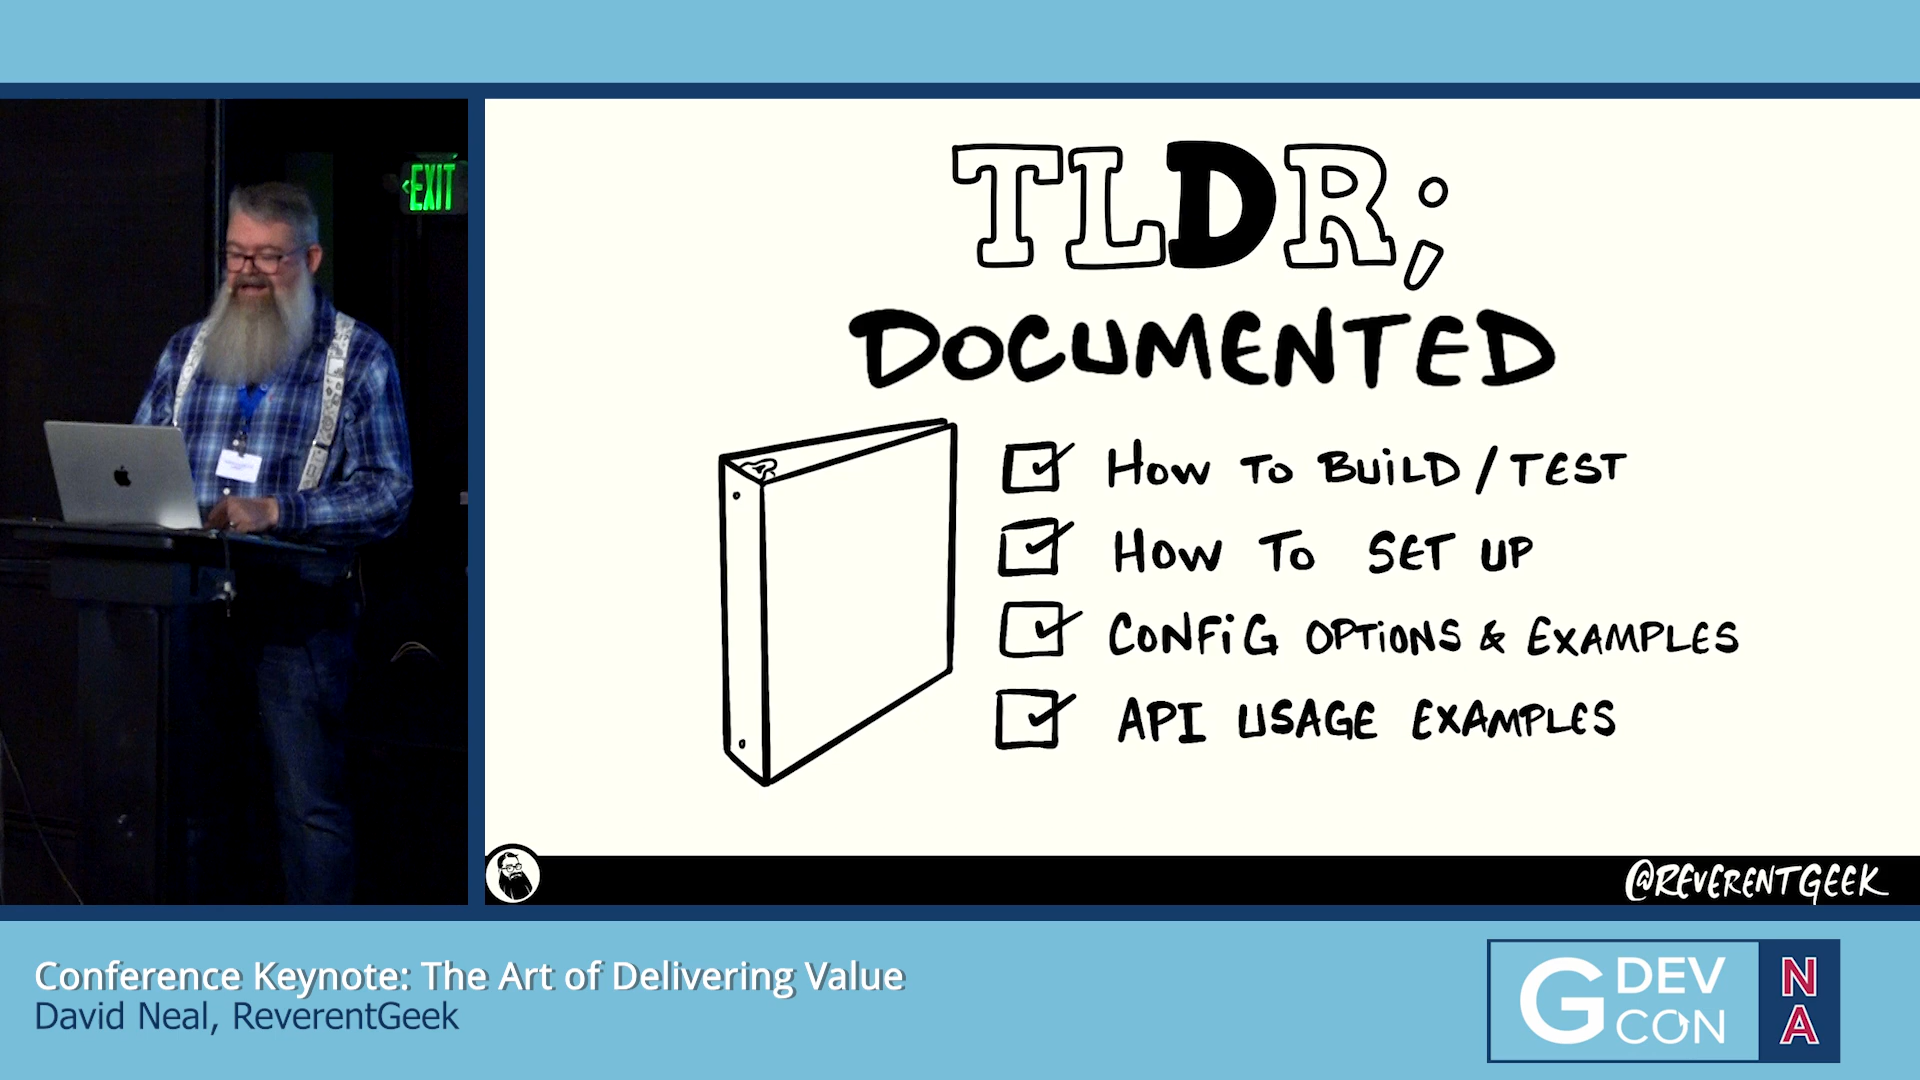 EXIT
TLDR;
DOCUMENTED
HOW TO BUILD / TEST
HOW TO SET UP
CONFIG OPTIONS & EXAMPLES
API USAGE EXAMPLES
@REVERENTGEEK
Conference Keynote: The Art of Delivering Value
David Neal, ReverentGeek
G DEV CON
NA